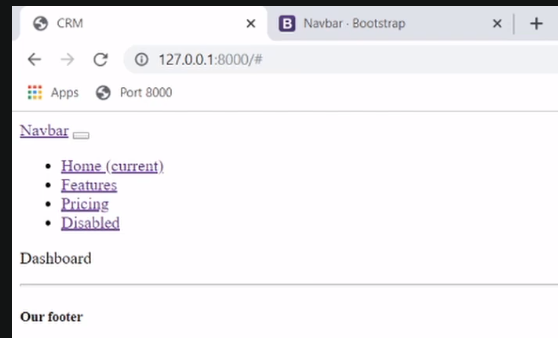 CRM
Navbar · Bootstrap
127.0.0.1:8000/#
Apps
Port 8000
Navbar
Home (current)
Features
Pricing
Disabled
Dashboard
Our footer